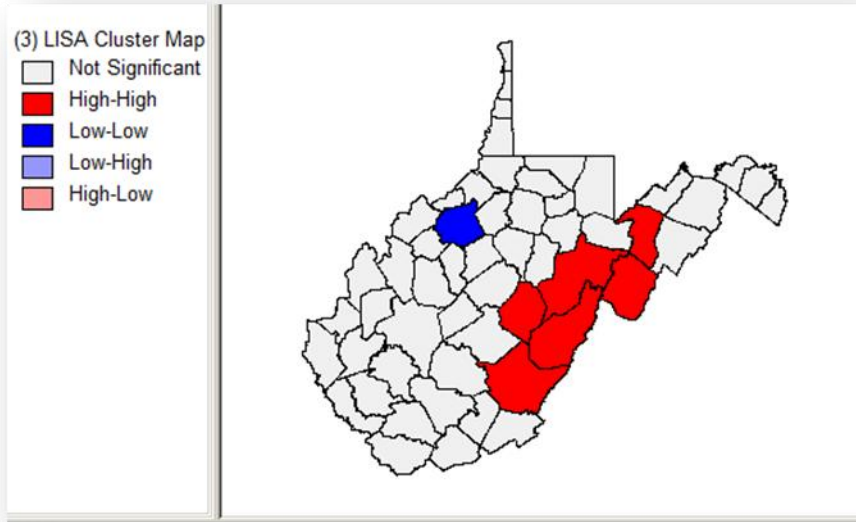 (3) LISA Cluster Map
Not Significant
High-High
Low-Low
Low-High
High-Low